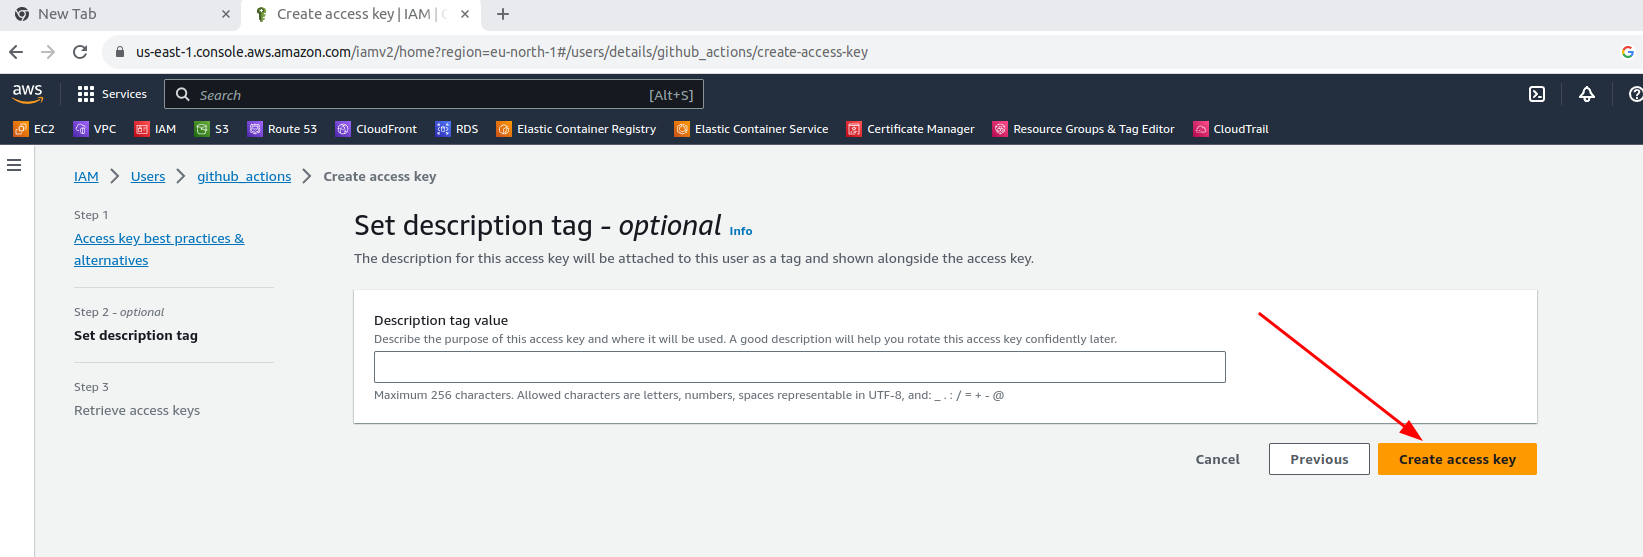 New Tab
Create access key | IAM |
us-east-1.console.aws.amazon.com/iamv2/home?region=eu-north-1#/users/details/github_actions/create-access-key
aws
Services
Search
[Alt+S]
EC2
VPC
IAM
S3
Route 53
CloudFront
RDS
Elastic Container Registry
Elastic Container Service
Certificate Manager
Resource Groups & Tag Editor
CloudTrail
IAM
Users
github_actions
Create access key
Step 1
Access key best practices &
alternatives
Step 2 - optional
Set description tag
Step 3
Retrieve access keys
Set description tag - optional Info
The description for this access key will be attached to this user as a tag and shown alongside the access key.
Description tag value
Describe the purpose of this access key and where it will be used. A good description will help you rotate this access key confidently later.
Maximum 256 characters. Allowed characters are letters, numbers, spaces representable in UTF-8, and: _ . : / = + - @
Cancel
Previous
Create access key